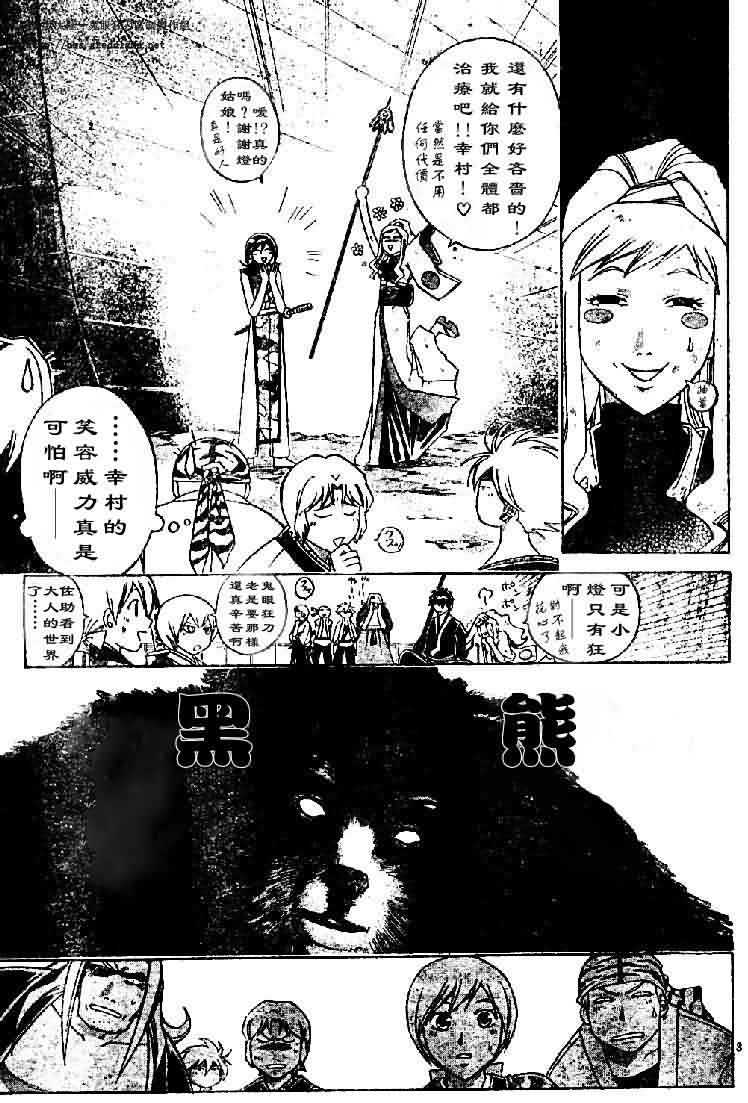 還有什麼好吝嗇的！
我就給你們全體都
治療吧！！幸村！♡
當然是不用
任何代價
噯！？真的
嗎？謝謝燈
姑娘！
真是好人
……幸村的
笑容威力真是
可怕啊——
可是小
燈只有狂
啊——
對不起我
花心了
鬼眼狂刀
老是要那樣
還真辛苦啊
佐助看到
大人的世界
了……
黑熊
3